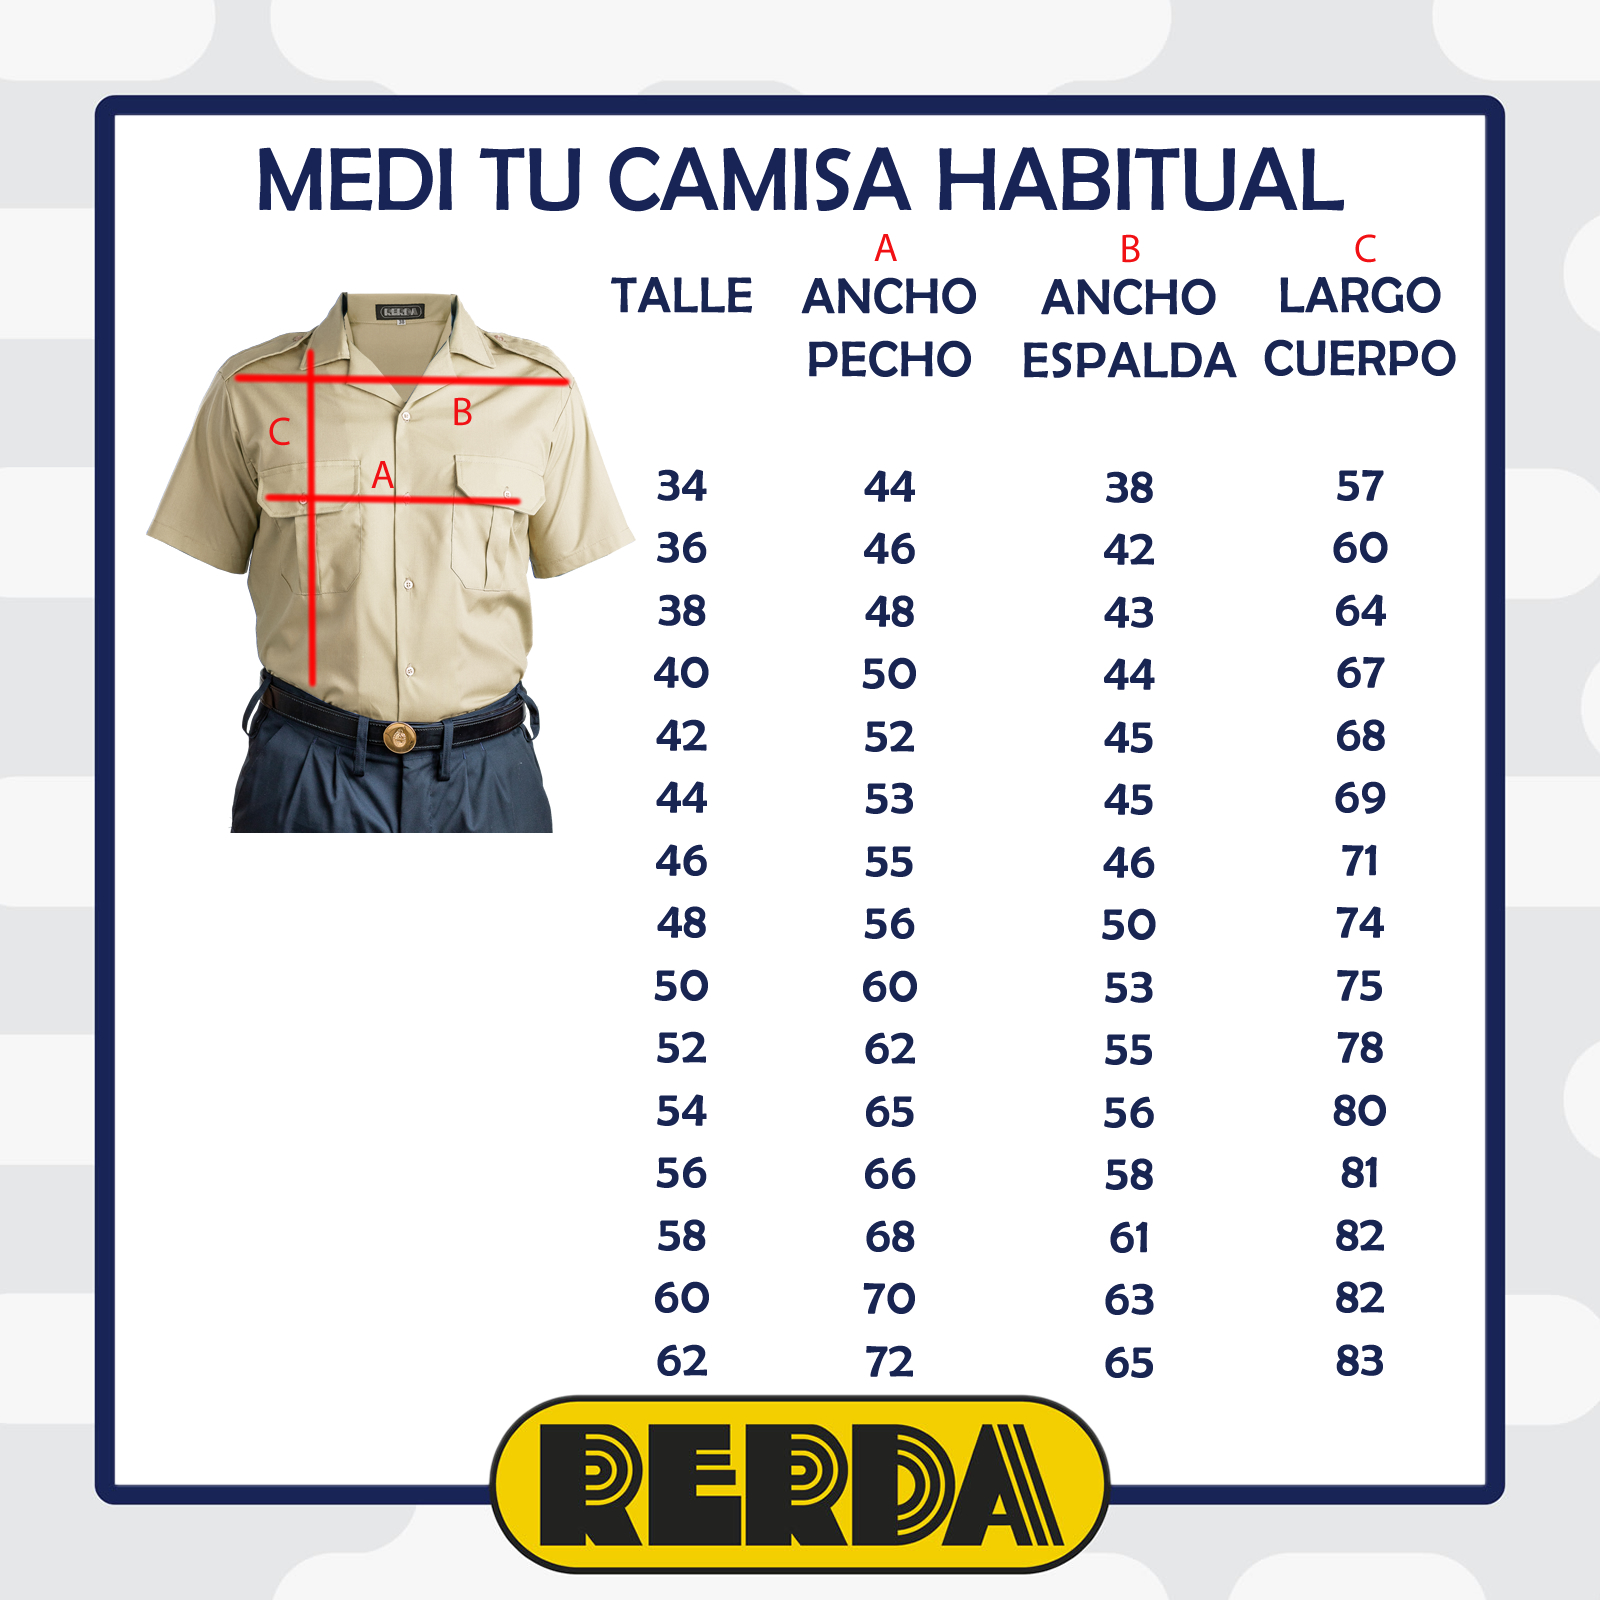 MEDI TU CAMISA HABITUAL
A B C
TALLE ANCHO ANCHO LARGO
PECHO ESPALDA CUERPO
RERDA
C
B
A
34 44 38 57
36 46 42 60
38 48 43 64
40 50 44 67
42 52 45 68
44 53 45 69
46 55 46 71
48 56 50 74
50 60 53 75
52 62 55 78
54 65 56 80
56 66 58 81
58 68 61 82
60 70 63 82
62 72 65 83
RERDA